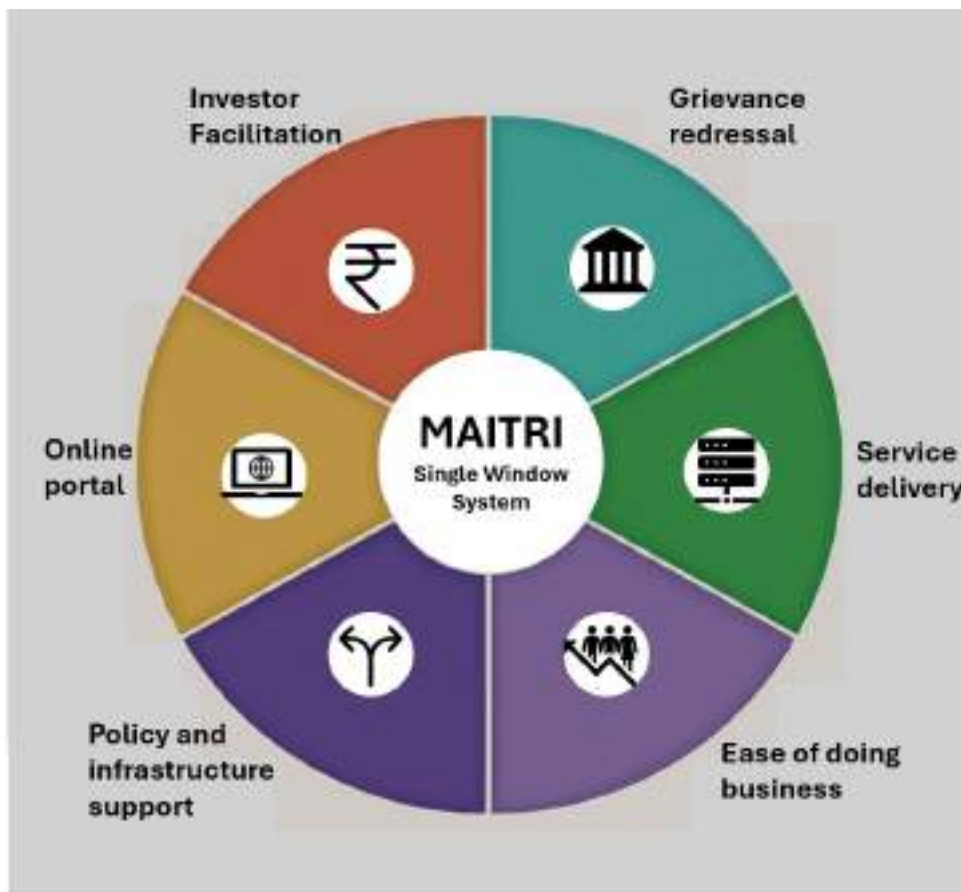 Investor
Facilitation
Grievance
redressal
Online
portal
MAITRI
Single Window
System
Service
delivery
Policy and
infrastructure
support
Ease of doing
business